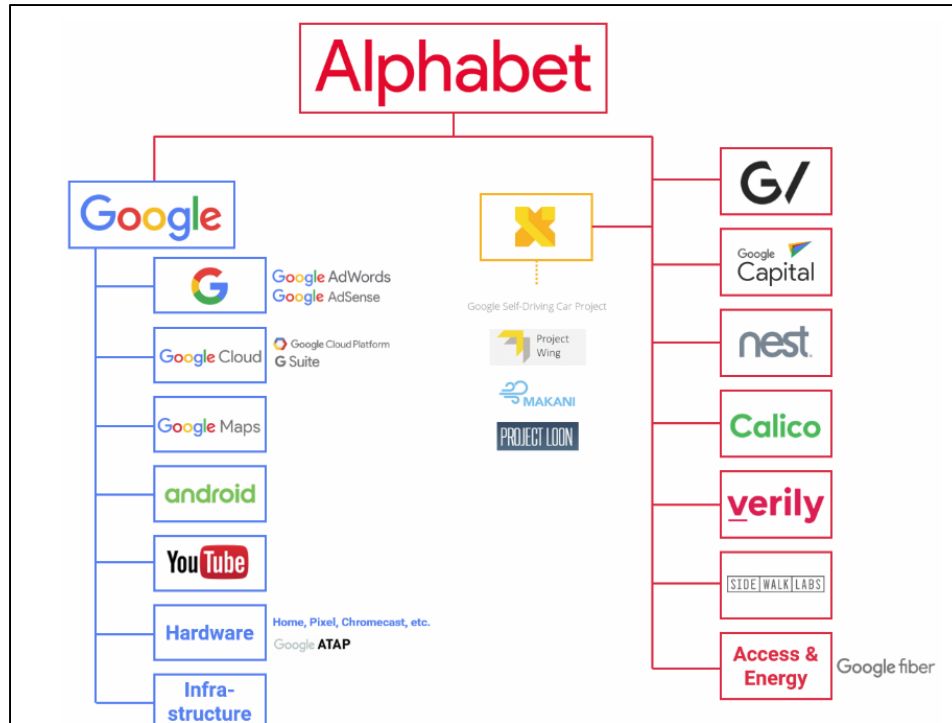 Alphabet
Google
G
Google AdWords
Google AdSense
Google Cloud
Google Cloud Platform
G Suite
Google Maps
android
YouTube
Hardware
Home, Pixel, Chromecast, etc.
Google ATAP
Infra-
structure
X
Google Self-Driving Car Project
Project
Wing
MAKANI
PROJECT LOON
G/
Google
Capital
nest
Calico
verily
SIDE WALK LABS
Access &
Energy
Google fiber